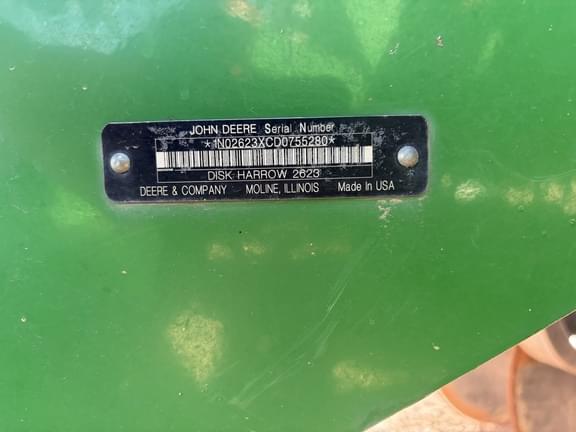 JOHN DEERE Serial Number
*1N02623XCD0755280*
DISK HARROW 2623
DEERE & COMPANY MOLINE, ILLINOIS Made In USA